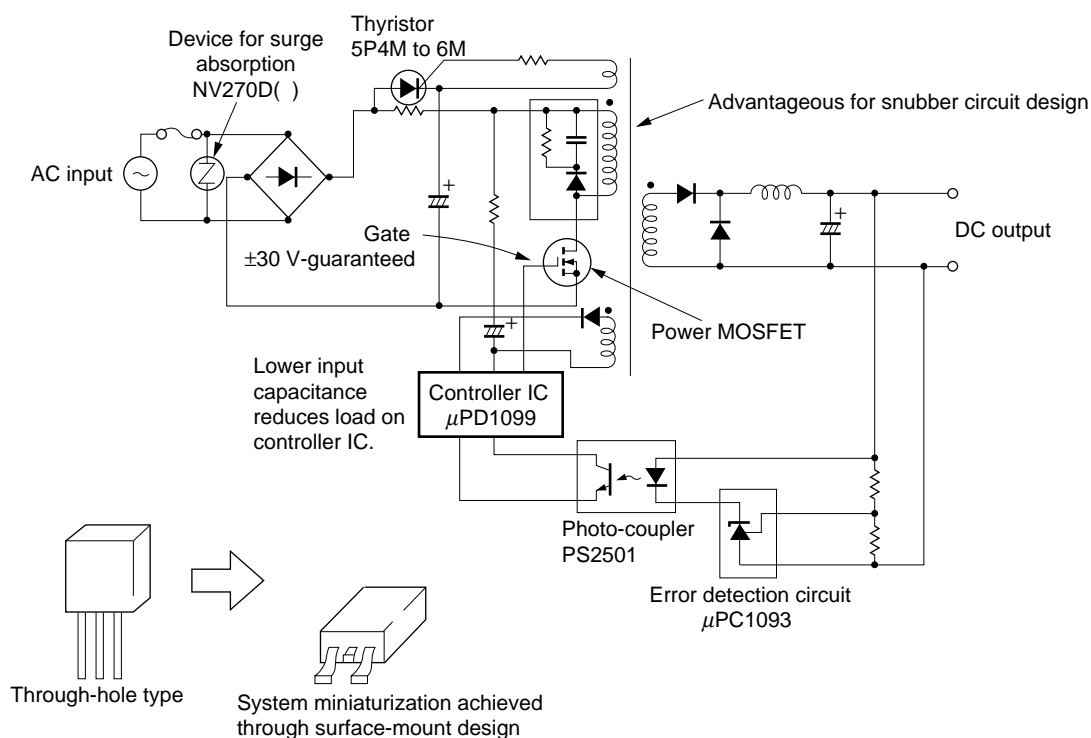 Thyristor
5P4M to 6M
Device for surge
absorption
NV270D( )
Advantageous for snubber circuit design
AC input
+
+
DC output
Gate
±30 V-guaranteed
+
Power MOSFET
Lower input
capacitance
reduces load on
controller IC.
Controller IC
µPD1099
Photo-coupler
PS2501
Error detection circuit
µPC1093
Through-hole type
System miniaturization achieved
through surface-mount design